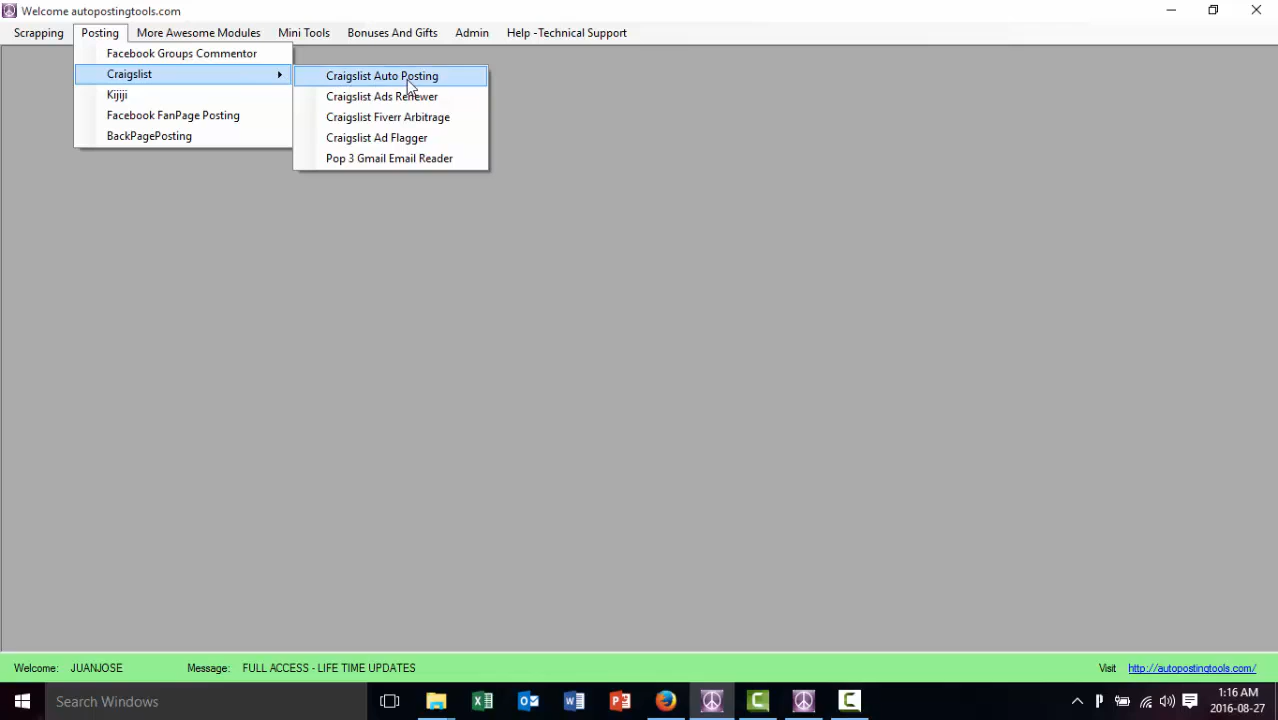 Welcome autopostingtools.com
Scrapping Posting More Awesome Modules Mini Tools Bonuses And Gifts Admin Help -Technical Support
Facebook Groups Commentor
Craigslist
Kijiji
Facebook FanPage Posting
BackPagePosting
Craigslist Auto Posting
Craigslist Ads Renewer
Craigslist Fiverr Arbitrage
Craigslist Ad Flagger
Pop 3 Gmail Email Reader
Welcome: JUANJOSE Message: FULL ACCESS - LIFE TIME UPDATES Visit http://autopostingtools.com/
Search Windows
1:16 AM
2016-08-27